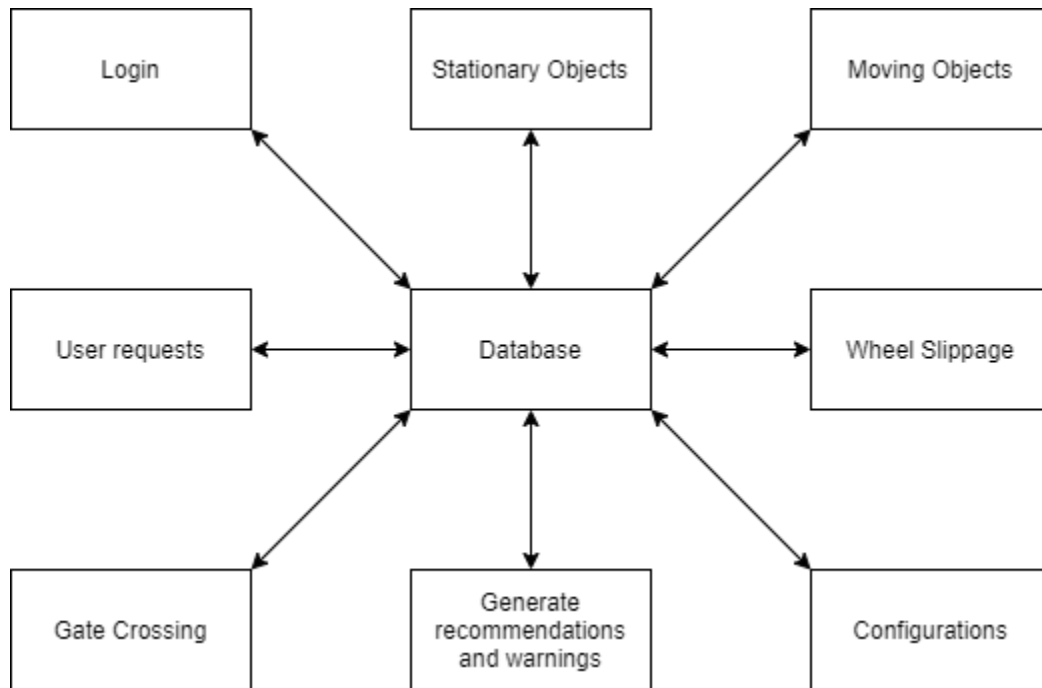 Login
Stationary Objects
Moving Objects
User requests
Database
Wheel Slippage
Gate Crossing
Generate
recommendations
and warnings
Configurations